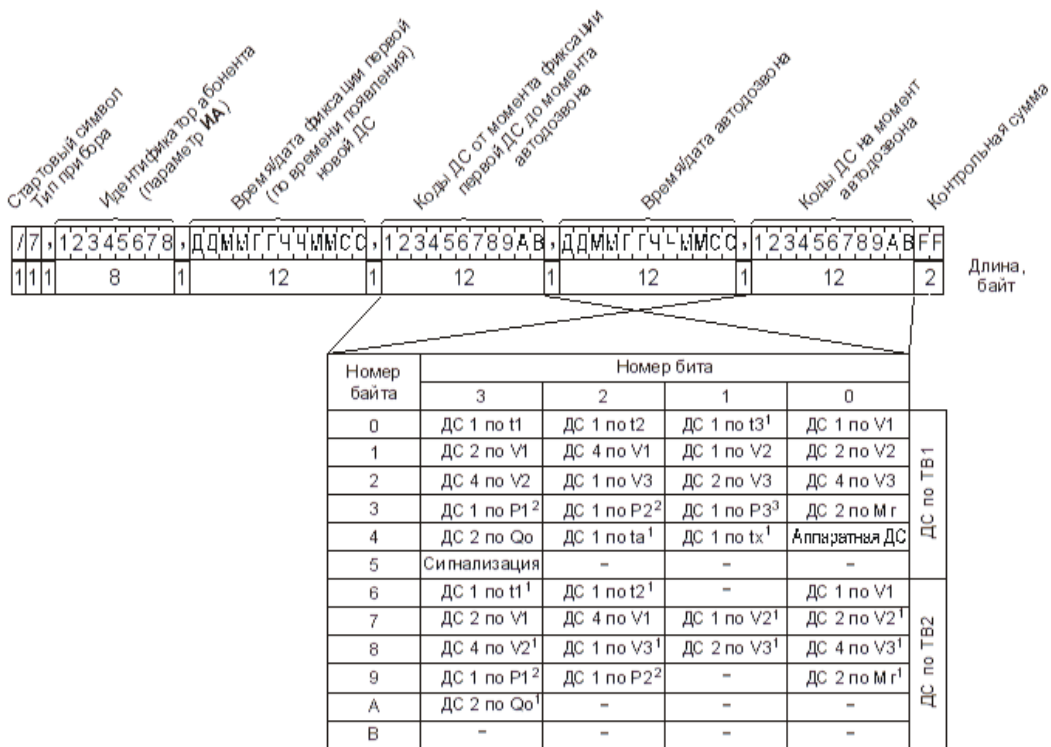 Стартовый символ
Тип прибора
Идентификатор абонента
(параметр ИА)
Время/дата фиксации первой
(по времени появления)
новой ДС
Коды ДС от момента фиксации
первой ДС до момента
автодозвона
Время/дата автодозвона
Коды ДС на момент
автодозвона
Контрольная сумма
/ 7 , 1 2 3 4 5 6 7 8 , Д Д М М Г Г Ч Ч М М С С , 1 2 3 4 5 6 7 8 9 А В , Д Д М М Г Г Ч Ч М М С С , 1 2 3 4 5 6 7 8 9 А В F F
1 1 1 8 1 12 1 12 1 12 1 12 2 Длина, байт
Номер байта Номер бита
3 2 1 0
0 ДС 1 по t1 ДС 1 по t2 ДС 1 по t3¹ ДС 1 по V1
1 ДС 2 по V1 ДС 4 по V1 ДС 1 по V2 ДС 2 по V2
2 ДС 4 по V2 ДС 1 по V3 ДС 2 по V3 ДС 4 по V3
3 ДС 1 по P1² ДС 1 по P2² ДС 1 по P3³ ДС 2 по Мг
4 ДС 2 по Qo ДС 1 по ta¹ ДС 1 по tx¹ Аппаратная ДС
5 Сигнализация – – –
ДС по ТВ1
6 ДС 1 по t1¹ ДС 1 по t2¹ – ДС 1 по V1
7 ДС 2 по V1 ДС 4 по V1 ДС 1 по V2¹ ДС 2 по V2¹
8 ДС 4 по V2¹ ДС 1 по V3¹ ДС 2 по V3¹ ДС 4 по V3¹
9 ДС 1 по P1² ДС 1 по P2² – ДС 2 по Мг¹
А ДС 2 по Qo¹ – – –
В – – – –
ДС по ТВ2